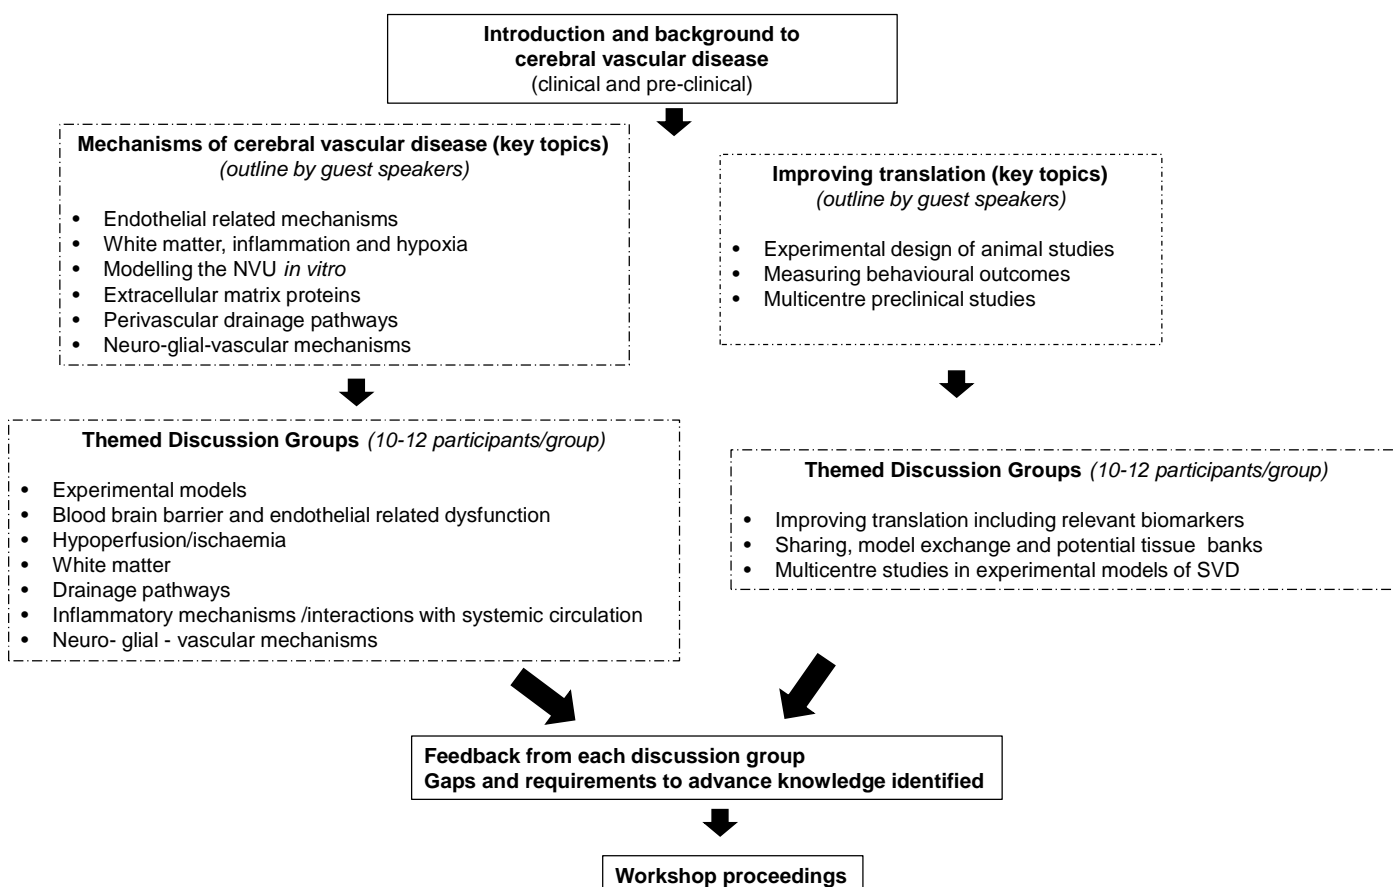 Introduction and background to
cerebral vascular disease
(clinical and pre-clinical)
Mechanisms of cerebral vascular disease (key topics)
(outline by guest speakers)
• Endothelial related mechanisms
• White matter, inflammation and hypoxia
• Modelling the NVU in vitro
• Extracellular matrix proteins
• Perivascular drainage pathways
• Neuro-glial-vascular mechanisms
Improving translation (key topics)
(outline by guest speakers)
• Experimental design of animal studies
• Measuring behavioural outcomes
• Multicentre preclinical studies
Themed Discussion Groups (10-12 participants/group)
• Experimental models
• Blood brain barrier and endothelial related dysfunction
• Hypoperfusion/ischaemia
• White matter
• Drainage pathways
• Inflammatory mechanisms /interactions with systemic circulation
• Neuro- glial - vascular mechanisms
Themed Discussion Groups (10-12 participants/group)
• Improving translation including relevant biomarkers
• Sharing, model exchange and potential tissue banks
• Multicentre studies in experimental models of SVD
Feedback from each discussion group
Gaps and requirements to advance knowledge identified
Workshop proceedings